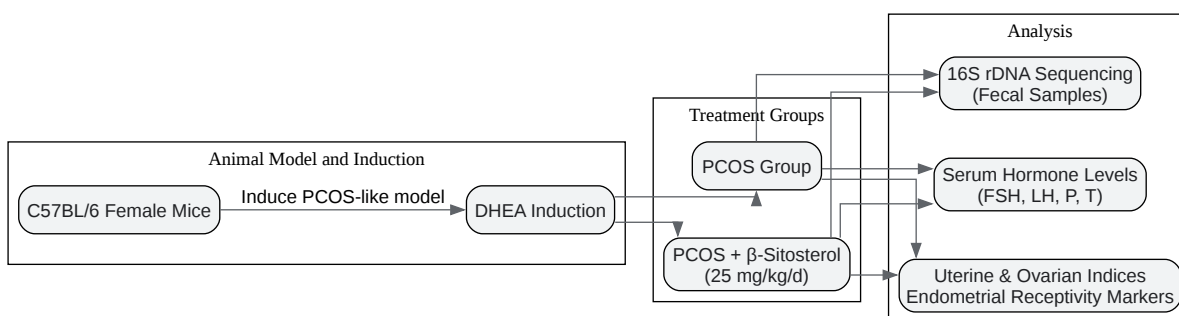 Animal Model and Induction
C57BL/6 Female Mice
Induce PCOS-like model
DHEA Induction
Treatment Groups
PCOS Group
PCOS + β-Sitosterol
(25 mg/kg/d)
Analysis
16S rDNA Sequencing
(Fecal Samples)
Serum Hormone Levels
(FSH, LH, P, T)
Uterine & Ovarian Indices
Endometrial Receptivity Markers